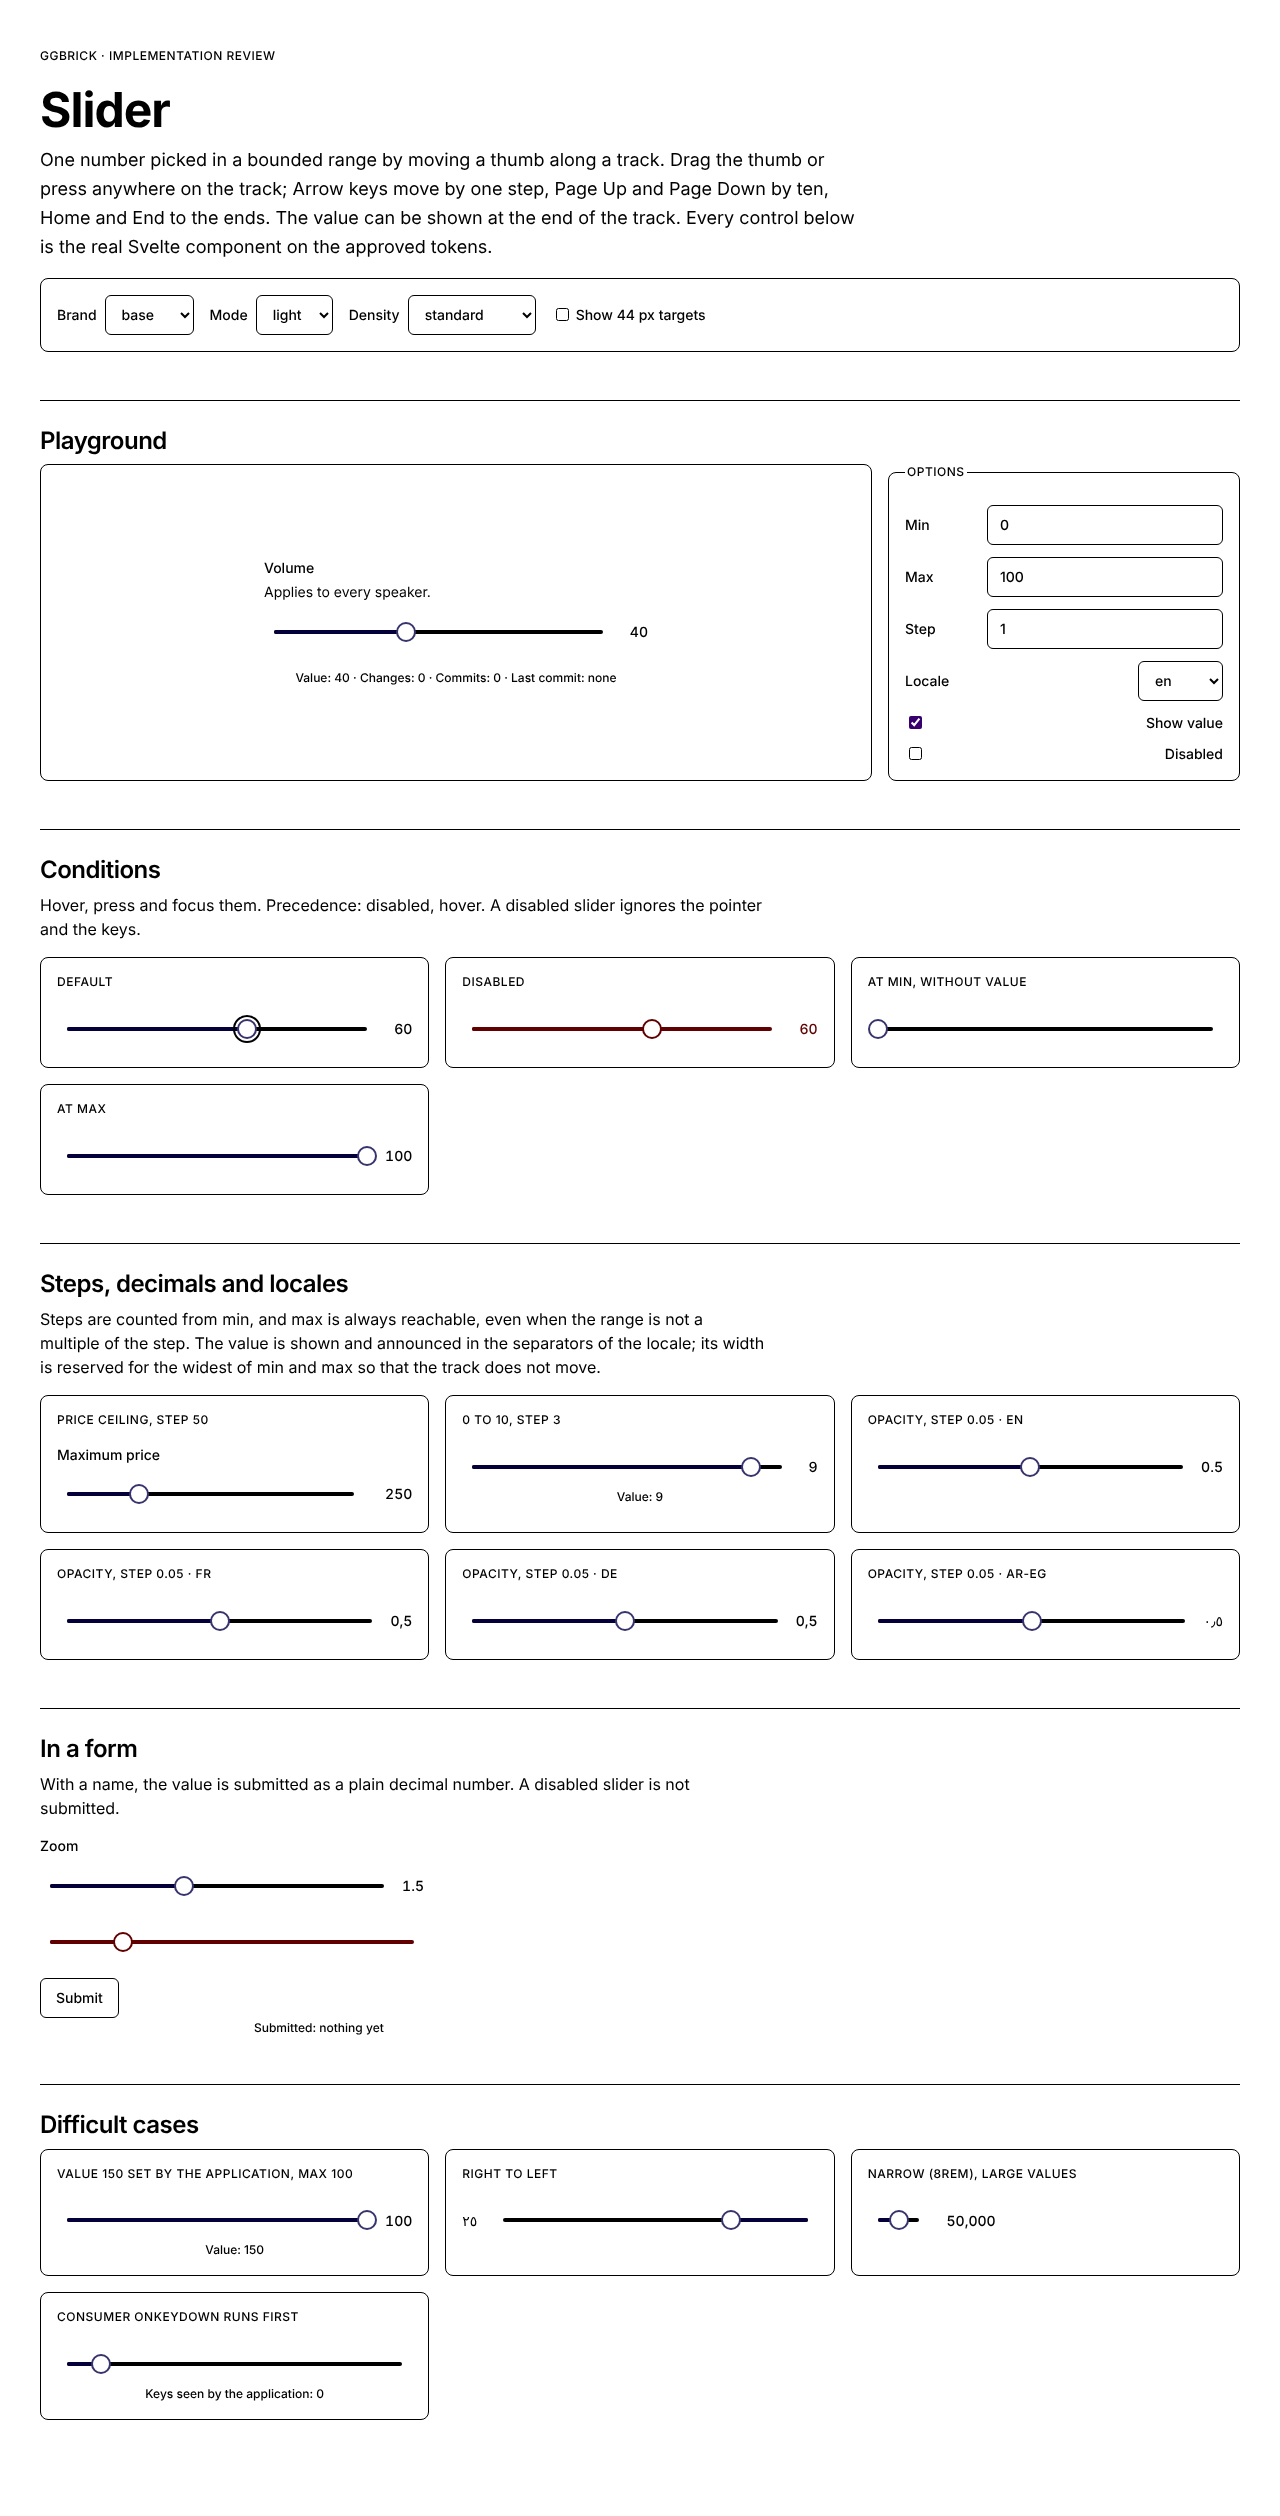 GGBRICK · IMPLEMENTATION REVIEW
Slider
One number picked in a bounded range by moving a thumb along a track. Drag the thumb or
press anywhere on the track; Arrow keys move by one step, Page Up and Page Down by ten,
Home and End to the ends. The value can be shown at the end of the track. Every control below
is the real Svelte component on the approved tokens.
Brand base Mode light Density standard Show 44 px targets
Playground
OPTIONS
Volume
Applies to every speaker.
40
Value: 40 · Changes: 0 · Commits: 0 · Last commit: none
Min 0
Max 100
Step 1
Locale en
Show value
Disabled
Conditions
Hover, press and focus them. Precedence: disabled, hover. A disabled slider ignores the pointer
and the keys.
DEFAULT
60
DISABLED
60
AT MIN, WITHOUT VALUE
AT MAX
100
Steps, decimals and locales
Steps are counted from min, and max is always reachable, even when the range is not a
multiple of the step. The value is shown and announced in the separators of the locale; its width
is reserved for the widest of min and max so that the track does not move.
PRICE CEILING, STEP 50
Maximum price
250
0 TO 10, STEP 3
9
Value: 9
OPACITY, STEP 0.05 · EN
0.5
OPACITY, STEP 0.05 · FR
0,5
OPACITY, STEP 0.05 · DE
0,5
OPACITY, STEP 0.05 · AR-EG
٠٫٥
In a form
With a name, the value is submitted as a plain decimal number. A disabled slider is not
submitted.
Zoom
1.5
Submit
Submitted: nothing yet
Difficult cases
VALUE 150 SET BY THE APPLICATION, MAX 100
100
Value: 150
RIGHT TO LEFT
٢٥
NARROW (8REM), LARGE VALUES
50,000
CONSUMER ONKEYDOWN RUNS FIRST
Keys seen by the application: 0